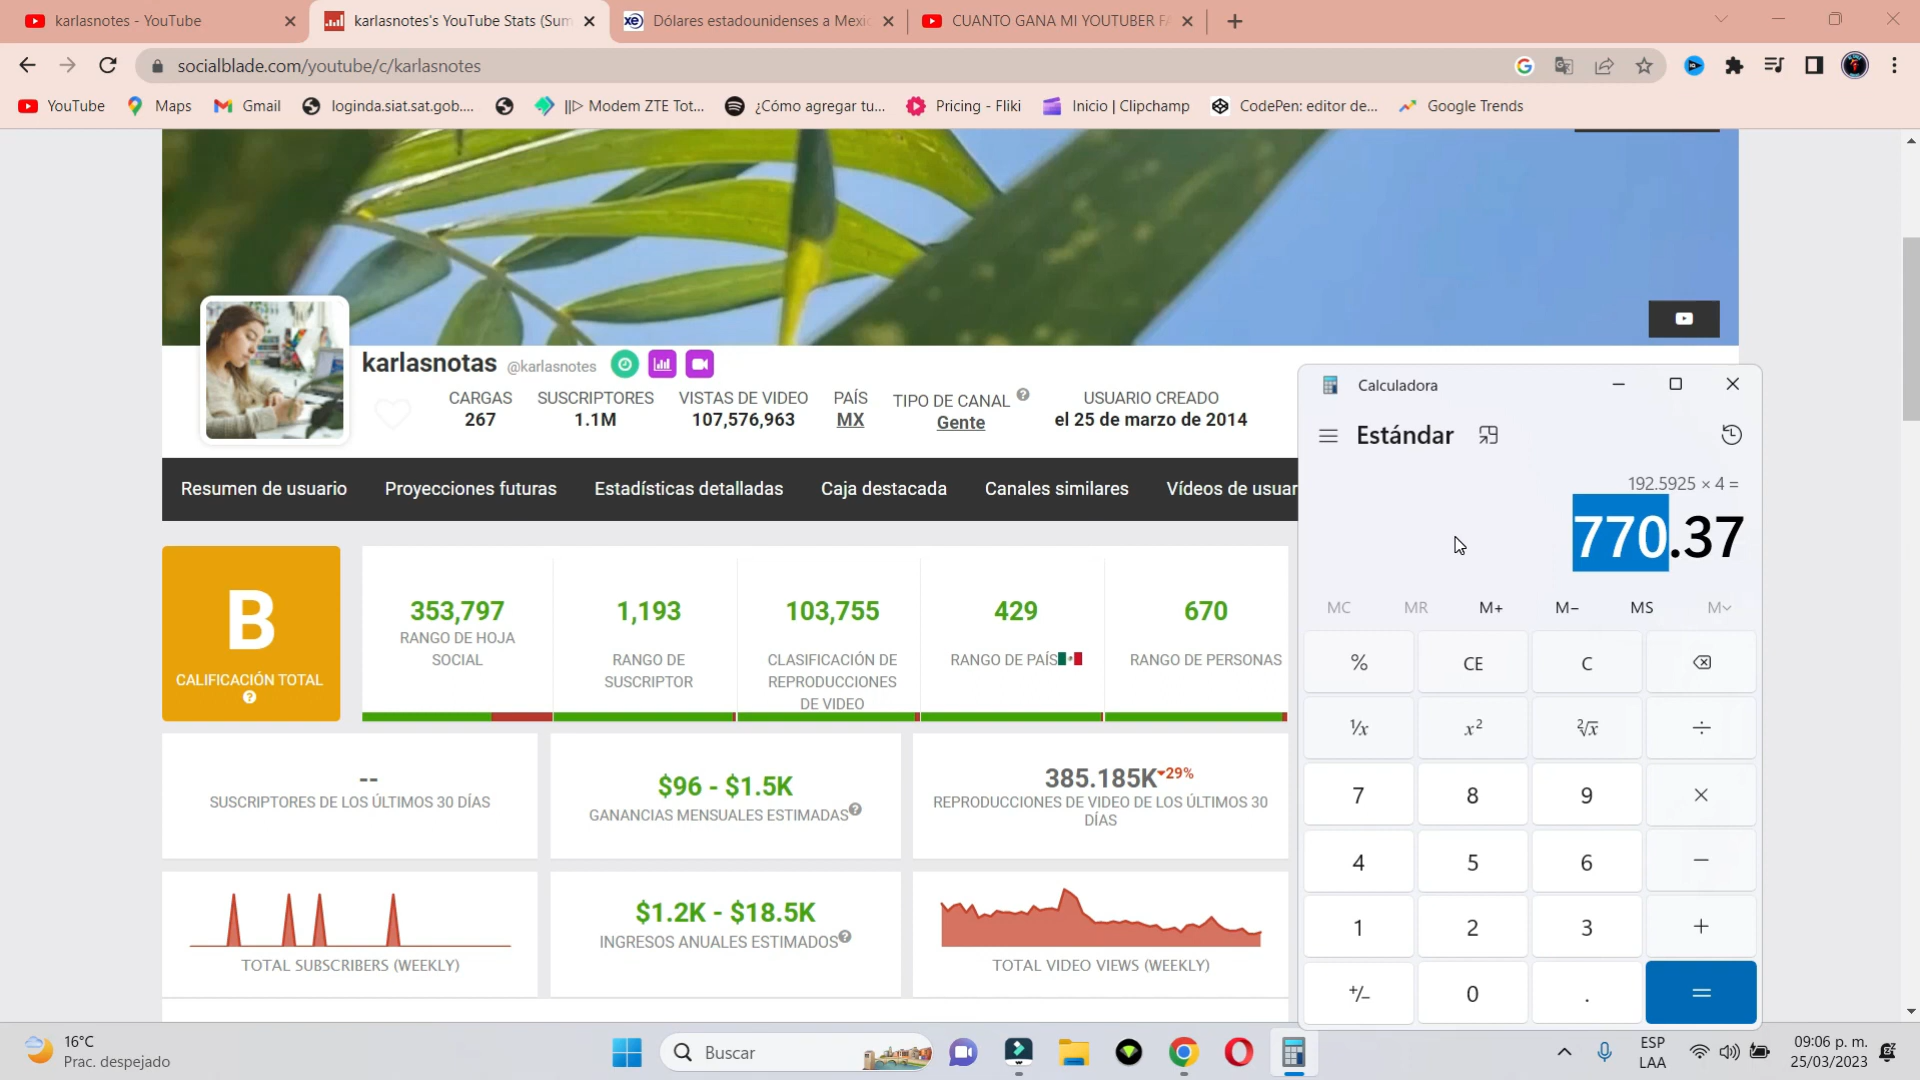 karlasnotes - YouTube
karlasnotes's YouTube Stats (Sum
Dólares estadounidenses a Mexic
CUANTO GANA MI YOUTUBER FA
socialblade.com/youtube/c/karlasnotes
YouTube
Maps
Gmail
loginda.siat.sat.gob....
||▷ Modem ZTE Tot...
¿Cómo agregar tu...
Pricing - Fliki
Inicio | Clipchamp
CodePen: editor de...
Google Trends
karlasnotas @karlasnotes
CARGAS
267
SUSCRIPTORES
1.1M
VISTAS DE VIDEO
107,576,963
PAÍS
MX
TIPO DE CANAL
Gente
USUARIO CREADO
el 25 de marzo de 2014
Resumen de usuario
Proyecciones futuras
Estadísticas detalladas
Caja destacada
Canales similares
Vídeos de usuar
B
CALIFICACIÓN TOTAL
353,797
RANGO DE HOJA
SOCIAL
1,193
RANGO DE
SUSCRIPTOR
103,755
CLASIFICACIÓN DE
REPRODUCCIONES
DE VIDEO
429
RANGO DE PAÍS
670
RANGO DE PERSONAS
--
SUSCRIPTORES DE LOS ÚLTIMOS 30 DÍAS
$96 - $1.5K
GANANCIAS MENSUALES ESTIMADAS
385.185K -29%
REPRODUCCIONES DE VIDEO DE LOS ÚLTIMOS 30
DÍAS
TOTAL SUBSCRIBERS (WEEKLY)
$1.2K - $18.5K
INGRESOS ANUALES ESTIMADOS
TOTAL VIDEO VIEWS (WEEKLY)
Calculadora
Estándar
192.5925 × 4 =
770.37
MC MR M+ M− MS M˅
% CE C
¹/x x² ²√x ÷
7 8 9 ×
4 5 6 −
1 2 3 +
+/− 0 . =
16°C
Prac. despejado
Buscar
ESP
LAA
09:06 p. m.
25/03/2023